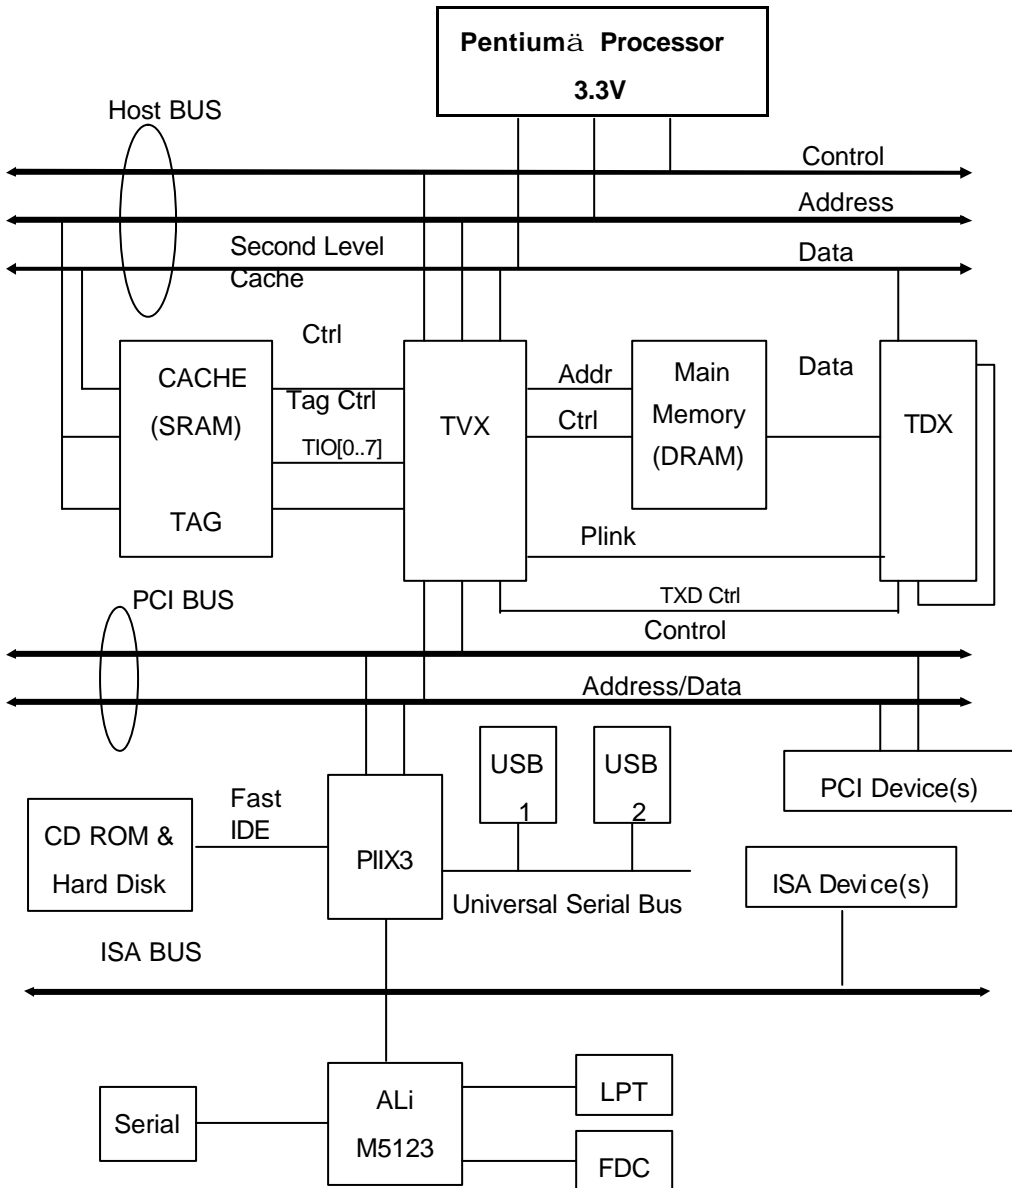 Pentiumä Processor
3.3V
Host BUS
Control
Address
Second Level
Cache
Data
Ctrl
CACHE
(SRAM)
TAG
Tag Ctrl
TIO[0..7]
TVX
Addr
Ctrl
Main
Memory
(DRAM)
Data
TDX
Plink
TXD Ctrl
PCI BUS
Control
Address/Data
USB
1
USB
2
PCI Device(s)
CD ROM &
Hard Disk
Fast
IDE
PIIX3
Universal Serial Bus
ISA Device(s)
ISA BUS
Serial
ALi
M5123
LPT
FDC